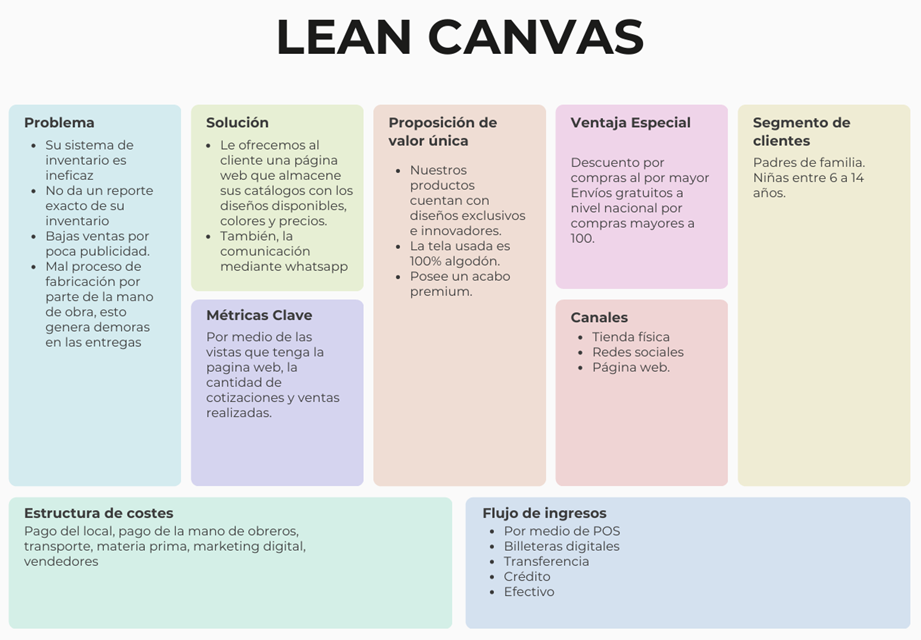 LEAN CANVAS
Problema
• Su sistema de
inventario es
ineficaz
• No da un reporte
exacto de su
inventario
• Bajas ventas por
poca publicidad.
• Mal proceso de
fabricación por
parte de la mano
de obra, esto
genera demoras
en las entregas
Solución
• Le ofrecemos al
cliente una página
web que almacene
sus catálogos con los
diseños disponibles,
colores y precios.
• También, la
comunicación
mediante whatsapp
Métricas Clave
Por medio de las
vistas que tenga la
pagina web, la
cantidad de
cotizaciones y ventas
realizadas.
Proposición de
valor única
• Nuestros
productos
cuentan con
diseños exclusivos
e innovadores.
• La tela usada es
100% algodón.
• Posee un acabo
premium.
Ventaja Especial
Descuento por
compras al por mayor
Envíos gratuitos a
nivel nacional por
compras mayores a
100.
Canales
• Tienda física
• Redes sociales
• Página web.
Segmento de
clientes
Padres de familia.
Niñas entre 6 a 14
años.
Estructura de costes
Pago del local, pago de la mano de obreros,
transporte, materia prima, marketing digital,
vendedores
Flujo de ingresos
• Por medio de POS
• Billeteras digitales
• Transferencia
• Crédito
• Efectivo